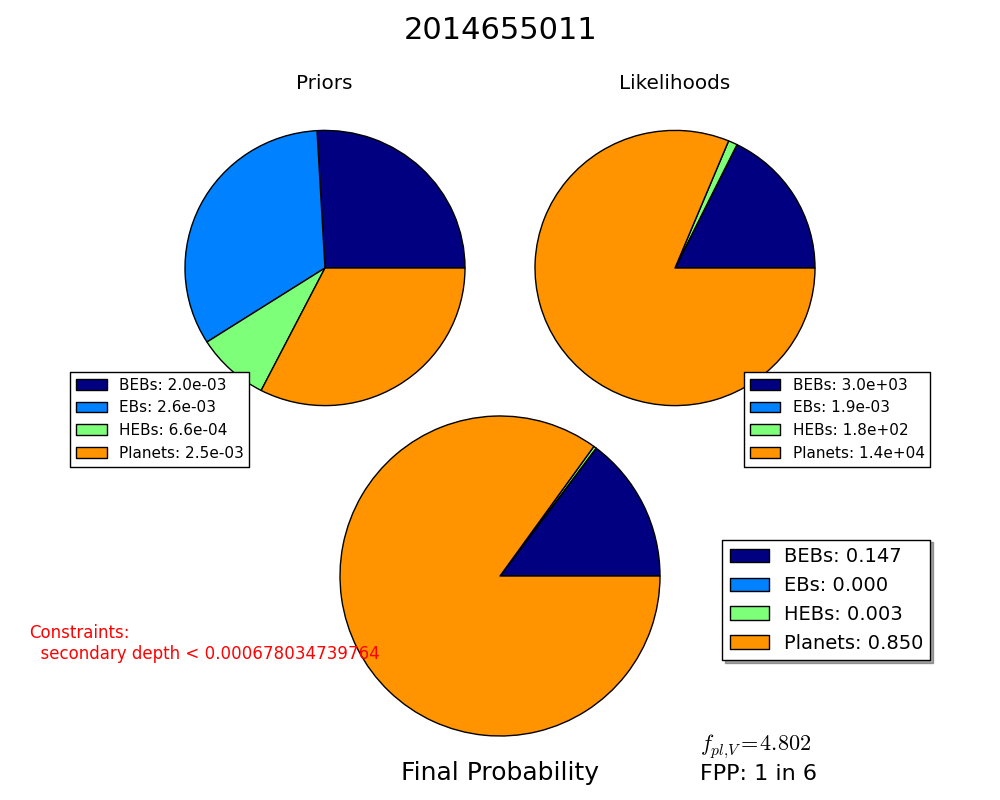 2014655011
Priors
Likelihoods
BEBs: 2.0e-03
EBs: 2.6e-03
HEBs: 6.6e-04
Planets: 2.5e-03
BEBs: 3.0e+03
EBs: 1.9e-03
HEBs: 1.8e+02
Planets: 1.4e+04
BEBs: 0.147
EBs: 0.000
HEBs: 0.003
Planets: 0.850
Constraints:
secondary depth < 0.000678034739764
f_{pl,V}=4.802
Final Probability
FPP: 1 in 6